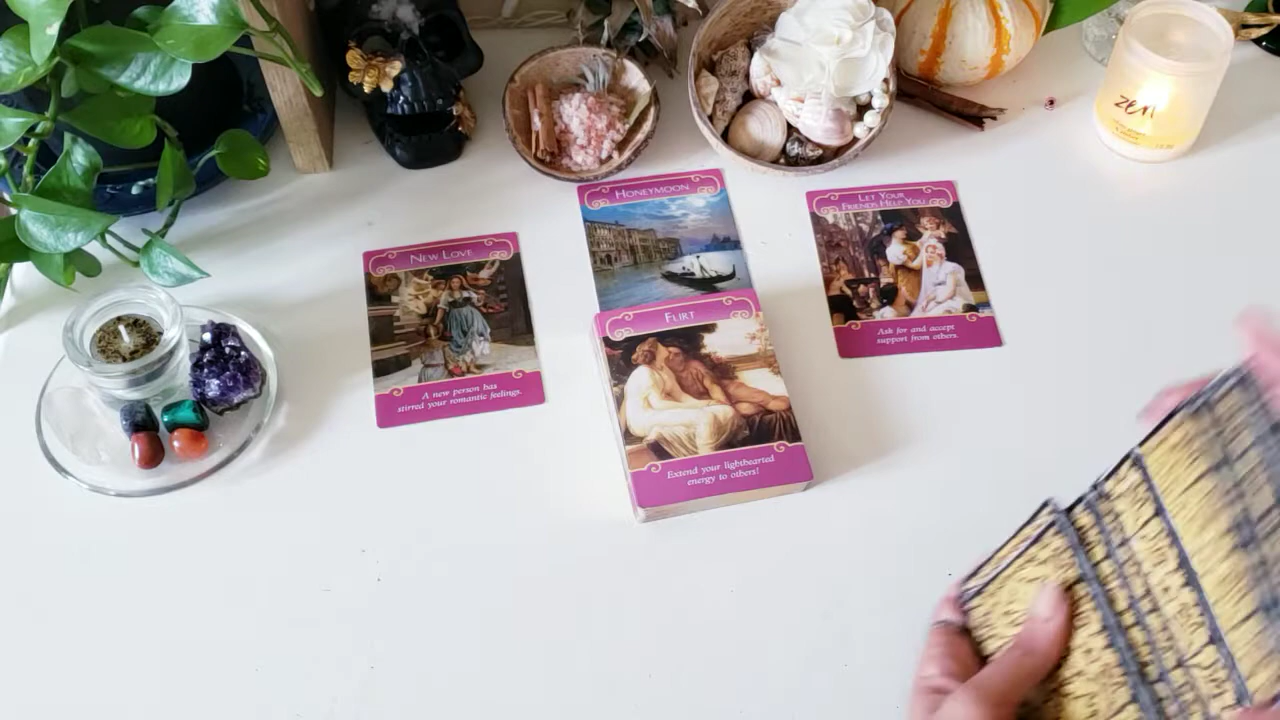 NEW LOVE
A new person has
stirred your romantic feelings.
HONEYMOON
FLIRT
Extend your lighthearted
energy to others!
LET YOUR
FRIENDS HELP YOU
Ask for and accept
support from others.
zen